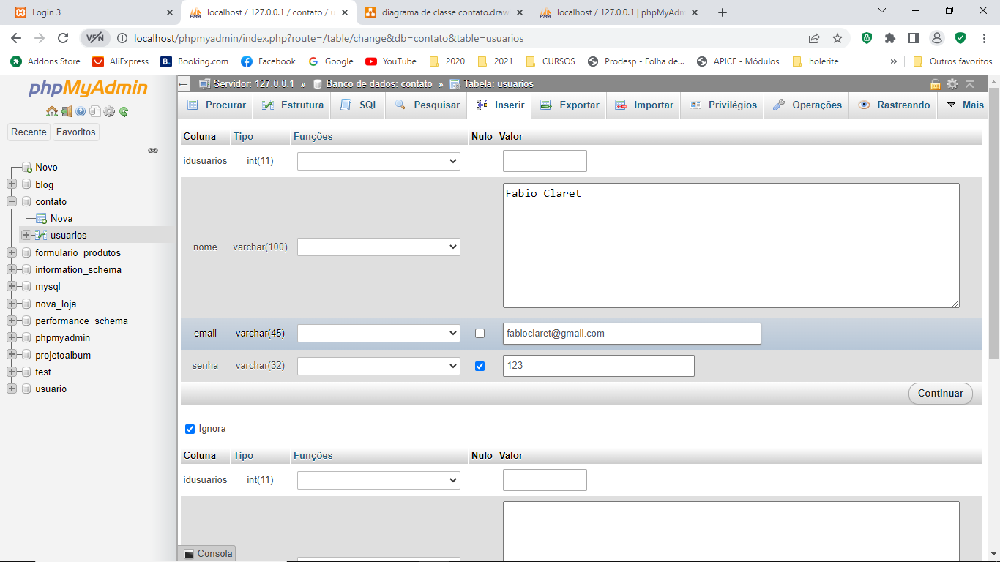 Login 3
localhost / 127.0.0.1 / contato / u
diagrama de classe contato.draw
localhost / 127.0.0.1 | phpMyAdm
VPN
localhost/phpmyadmin/index.php?route=/table/change&db=contato&table=usuarios
Addons Store
AliExpress
B. Booking.com
Facebook
Google
YouTube
2020
2021
CURSOS
Prodesp - Folha de...
APICE - Módulos
holerite
»
Outros favoritos
phpMyAdmin
Recente
Favoritos
Novo
blog
contato
Nova
usuarios
formulario_produtos
information_schema
mysql
nova_loja
performance_schema
phpmyadmin
projetoalbum
test
usuario
Servidor: 127.0.0.1 » Banco de dados: contato » Tabela: usuarios
Procurar Estrutura SQL Pesquisar Inserir Exportar Importar Privilégios Operações Rastreando Mais
Coluna Tipo Funções Nulo Valor
idusuarios int(11)
Fabio Claret
nome varchar(100)
email varchar(45) fabioclaret@gmail.com
senha varchar(32) 123
Continuar
Ignora
Coluna Tipo Funções Nulo Valor
idusuarios int(11)
Consola